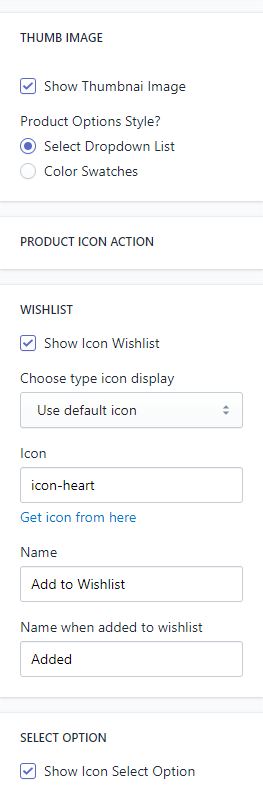 THUMB IMAGE
Show Thumbnai Image
Product Options Style?
Select Dropdown List
Color Swatches
PRODUCT ICON ACTION
WISHLIST
Show Icon Wishlist
Choose type icon display
Use default icon
Icon
icon-heart
Get icon from here
Name
Add to Wishlist
Name when added to wishlist
Added
SELECT OPTION
Show Icon Select Option